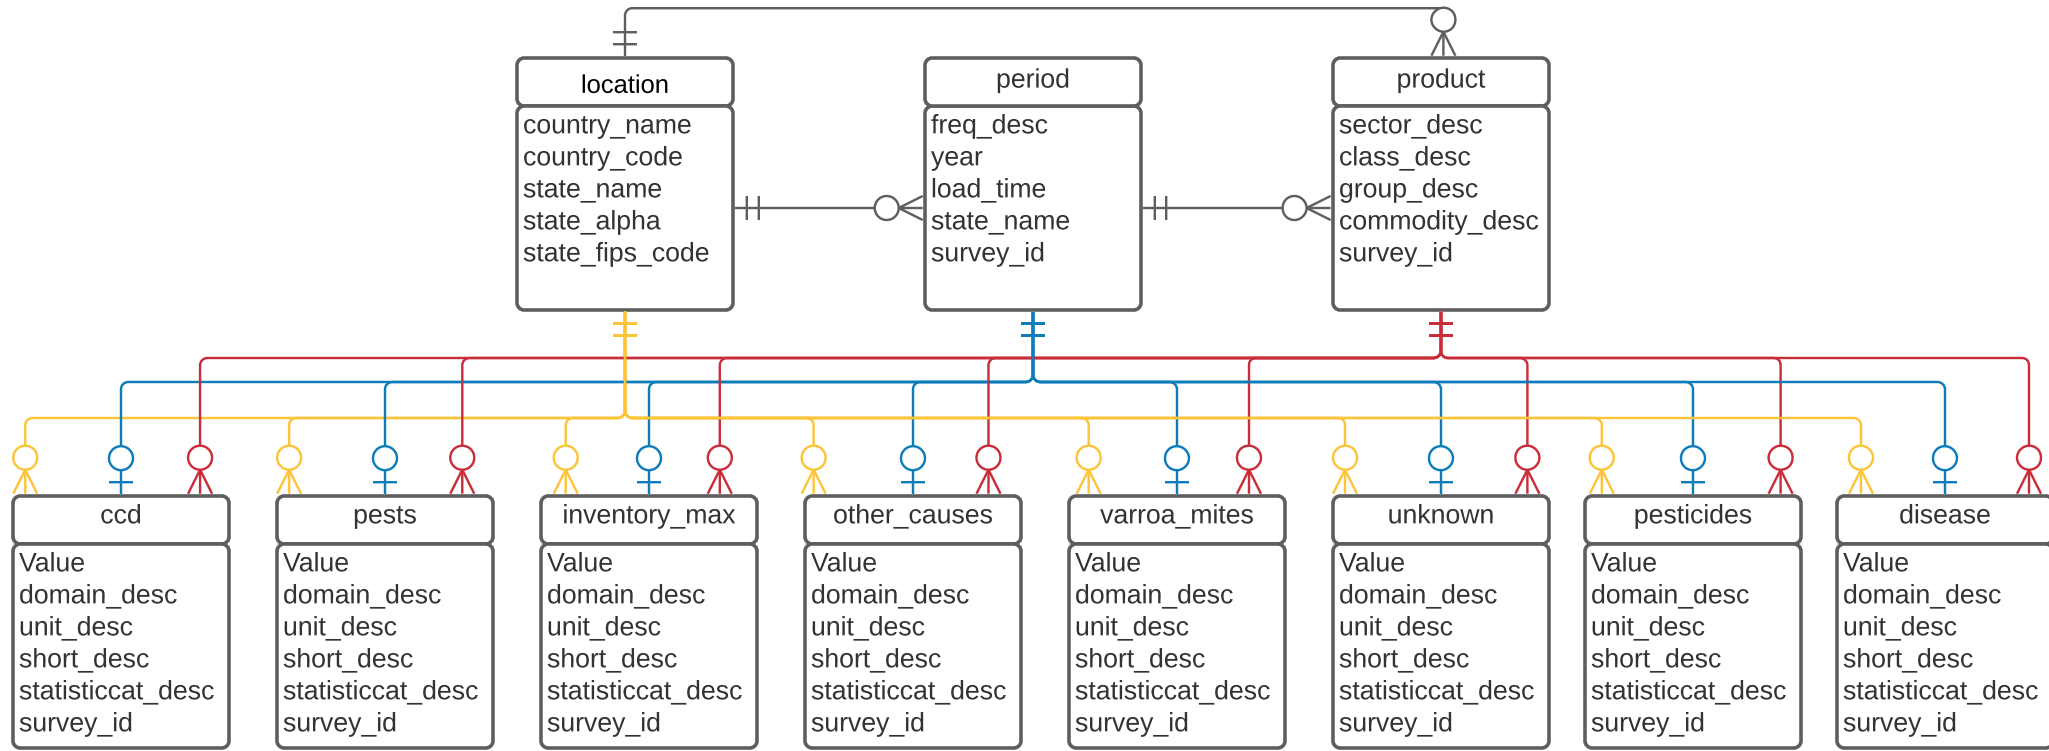 location
country_name
country_code
state_name
state_alpha
state_fips_code
period
freq_desc
year
load_time
state_name
survey_id
product
sector_desc
class_desc
group_desc
commodity_desc
survey_id
ccd
Value
domain_desc
unit_desc
short_desc
statisticcat_desc
survey_id
pests
Value
domain_desc
unit_desc
short_desc
statisticcat_desc
survey_id
inventory_max
Value
domain_desc
unit_desc
short_desc
statisticcat_desc
survey_id
other_causes
Value
domain_desc
unit_desc
short_desc
statisticcat_desc
survey_id
varroa_mites
Value
domain_desc
unit_desc
short_desc
statisticcat_desc
survey_id
unknown
Value
domain_desc
unit_desc
short_desc
statisticcat_desc
survey_id
pesticides
Value
domain_desc
unit_desc
short_desc
statisticcat_desc
survey_id
disease
Value
domain_desc
unit_desc
short_desc
statisticcat_desc
survey_id